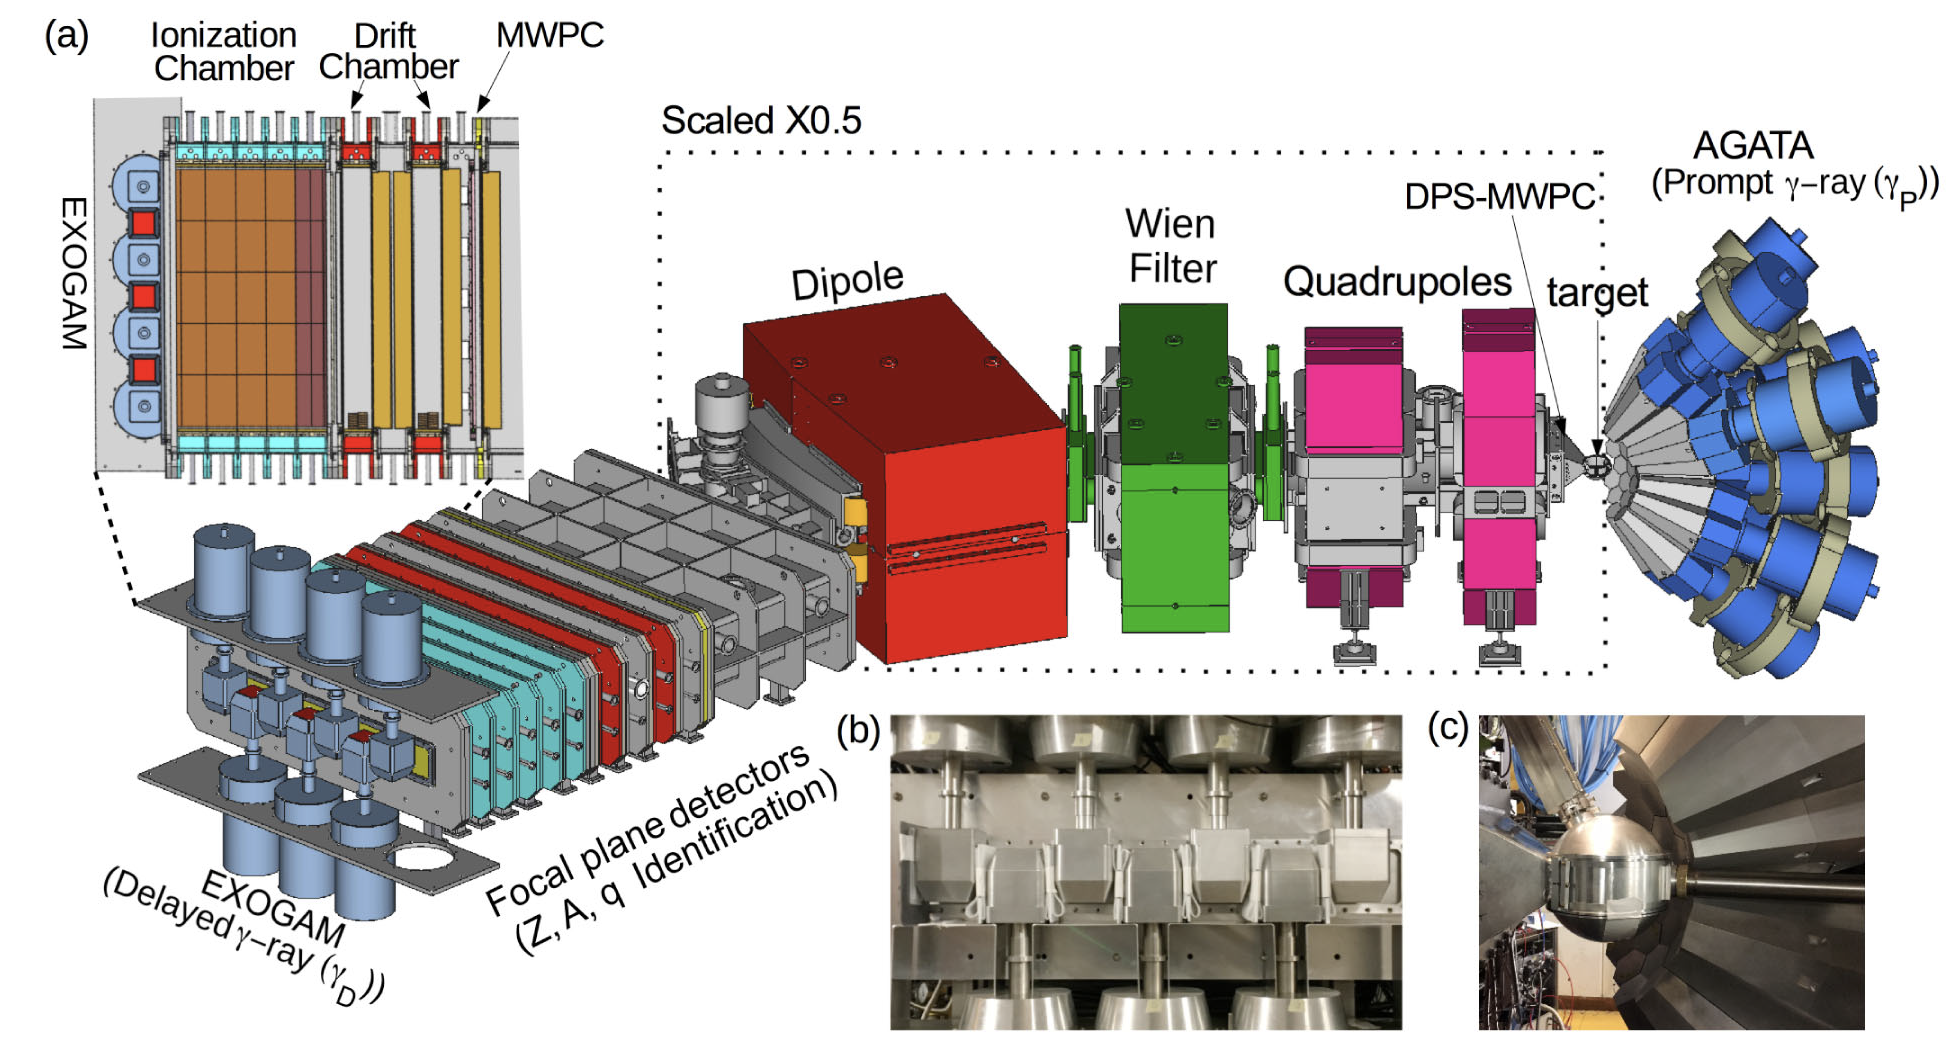 (a)
Ionization
Chamber
Drift
Chamber
MWPC
EXOGAM
Scaled X0.5
Dipole
Wien
Filter
Quadrupoles
DPS-MWPC
target
AGATA
(Prompt γ-ray (γP))
EXOGAM
(Delayed γ-ray (γD))
Focal plane detectors
(Z, A, q Identification)
(b)
(c)